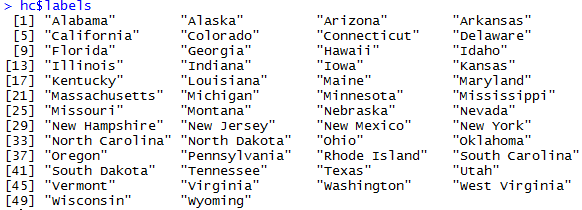 > hc$labels
[1] "Alabama" "Alaska" "Arizona" "Arkansas"
[5] "California" "Colorado" "Connecticut" "Delaware"
[9] "Florida" "Georgia" "Hawaii" "Idaho"
[13] "Illinois" "Indiana" "Iowa" "Kansas"
[17] "Kentucky" "Louisiana" "Maine" "Maryland"
[21] "Massachusetts" "Michigan" "Minnesota" "Mississippi"
[25] "Missouri" "Montana" "Nebraska" "Nevada"
[29] "New Hampshire" "New Jersey" "New Mexico" "New York"
[33] "North Carolina" "North Dakota" "Ohio" "Oklahoma"
[37] "Oregon" "Pennsylvania" "Rhode Island" "South Carolina"
[41] "South Dakota" "Tennessee" "Texas" "Utah"
[45] "Vermont" "Virginia" "Washington" "West Virginia"
[49] "Wisconsin" "Wyoming"